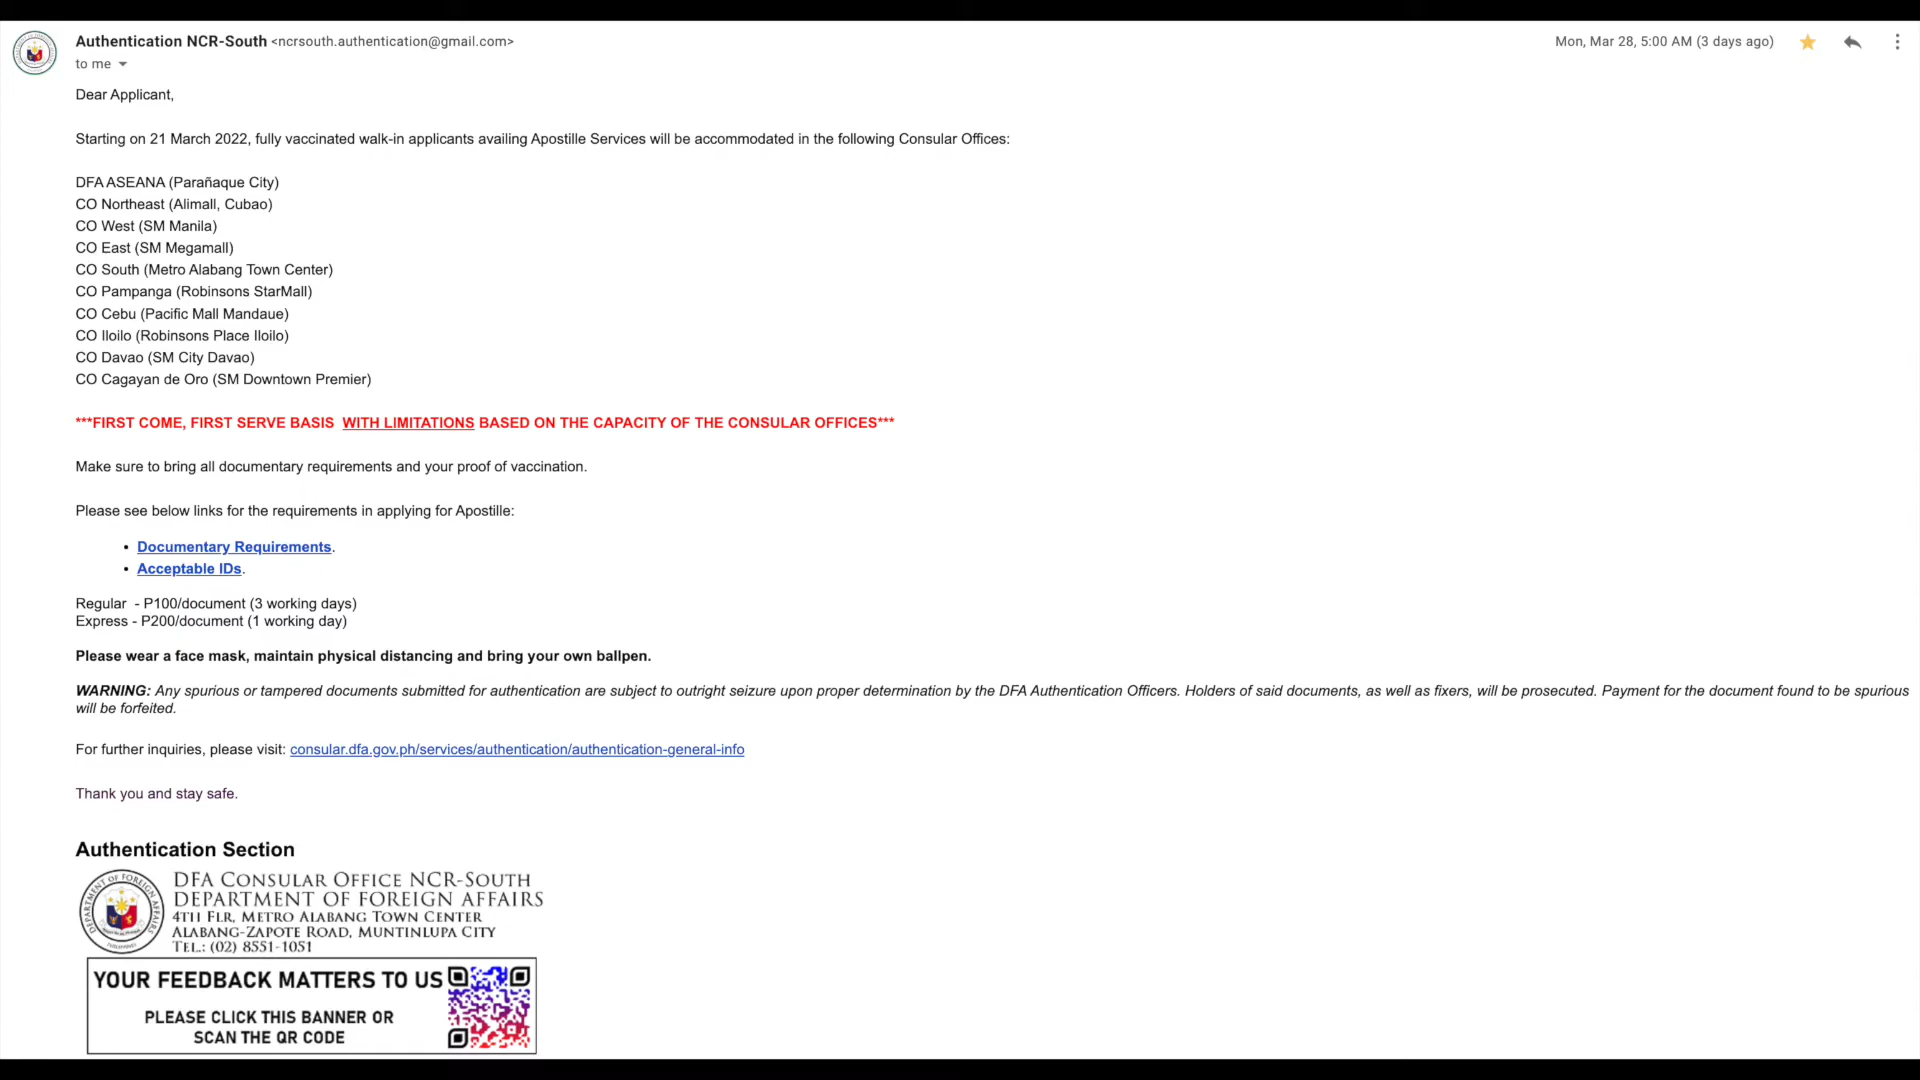 Authentication NCR-South <ncrsouth.authentication@gmail.com>
Mon, Mar 28, 5:00 AM (3 days ago)
to me
Dear Applicant,
Starting on 21 March 2022, fully vaccinated walk-in applicants availing Apostille Services will be accommodated in the following Consular Offices:
DFA ASEANA (Parañaque City)
CO Northeast (Alimall, Cubao)
CO West (SM Manila)
CO East (SM Megamall)
CO South (Metro Alabang Town Center)
CO Pampanga (Robinsons StarMall)
CO Cebu (Pacific Mall Mandaue)
CO Iloilo (Robinsons Place Iloilo)
CO Davao (SM City Davao)
CO Cagayan de Oro (SM Downtown Premier)
***FIRST COME, FIRST SERVE BASIS WITH LIMITATIONS BASED ON THE CAPACITY OF THE CONSULAR OFFICES***
Make sure to bring all documentary requirements and your proof of vaccination.
Please see below links for the requirements in applying for Apostille:
• Documentary Requirements.
• Acceptable IDs.
Regular - P100/document (3 working days)
Express - P200/document (1 working day)
Please wear a face mask, maintain physical distancing and bring your own ballpen.
WARNING: Any spurious or tampered documents submitted for authentication are subject to outright seizure upon proper determination by the DFA Authentication Officers. Holders of said documents, as well as fixers, will be prosecuted. Payment for the document found to be spurious
will be forfeited.
For further inquiries, please visit: consular.dfa.gov.ph/services/authentication/authentication-general-info
Thank you and stay safe.
Authentication Section
DEPARTMENT OF FOREIGN AFFAIRS
DFA CONSULAR OFFICE NCR-SOUTH
DEPARTMENT OF FOREIGN AFFAIRS
4TH FLR, METRO ALABANG TOWN CENTER
ALABANG-ZAPOTE ROAD, MUNTINLUPA CITY
TEL.: (02) 8551-1051
YOUR FEEDBACK MATTERS TO US
PLEASE CLICK THIS BANNER OR
SCAN THE QR CODE